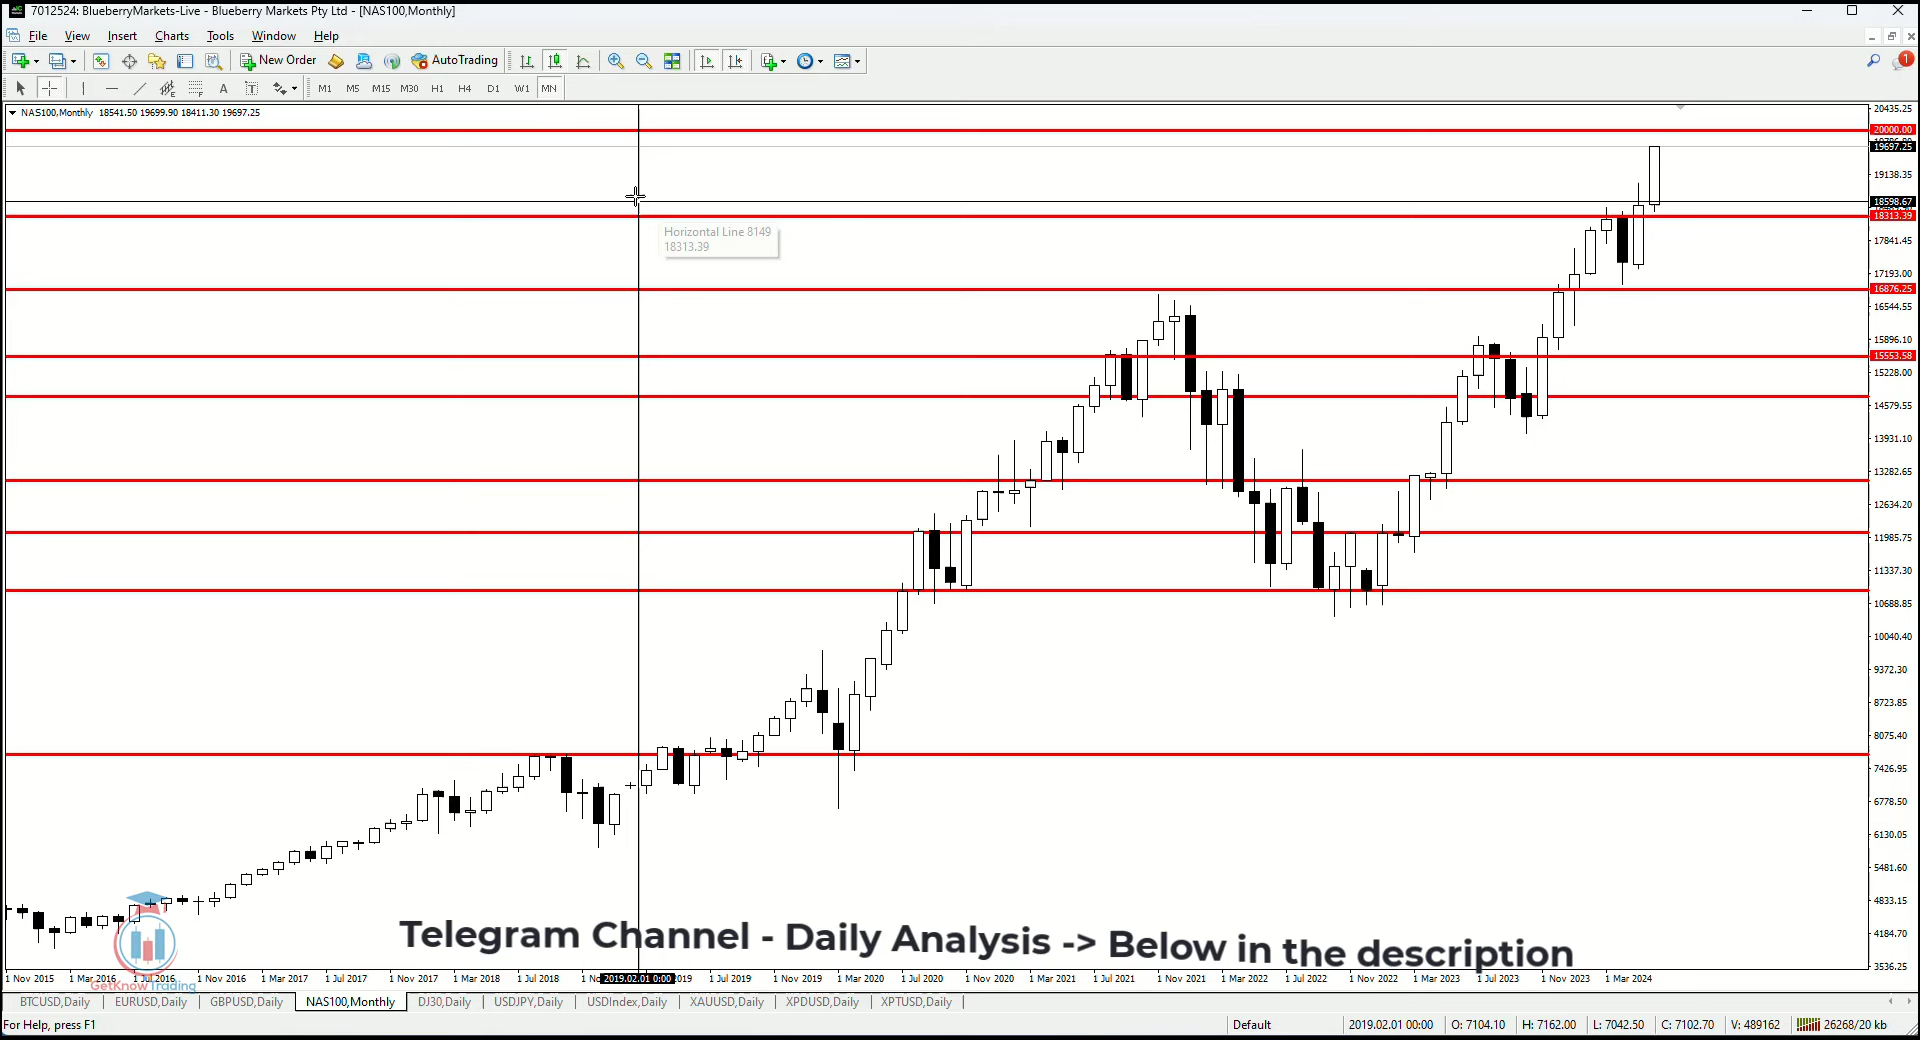 7012524: BlueberryMarkets-Live - Blueberry Markets Pty Ltd - [NAS100,Monthly]
File View Insert Charts Tools Window Help
New Order AutoTrading 1
A T M1 M5 M15 M30 H1 H4 D1 W1 MN
NAS100,Monthly 18541.50 19699.90 18411.30 19697.25
20435.25
20000.00
19697.25
19138.35
18598.67
18313.39
Horizontal Line 8149
18313.39
17841.45
17193.00
16876.25
16544.55
15896.10
15553.58
15228.00
14579.55
13931.10
13282.65
12634.20
11985.75
11337.30
10688.85
10040.40
9372.30
8723.85
8075.40
7426.95
6778.50
6130.05
5481.60
4833.15
4184.70
3536.25
Telegram Channel - Daily Analysis -> Below in the description
1 Nov 2015 1 Mar 2016 1 Jul 2016 1 Nov 2016 1 Mar 2017 1 Jul 2017 1 Nov 2017 1 Mar 2018 1 Jul 2018 1 No 2019.02.01 0:00 2019 1 Jul 2019 1 Nov 2019 1 Mar 2020 1 Jul 2020 1 Nov 2020 1 Mar 2021 1 Jul 2021 1 Nov 2021 1 Mar 2022 1 Jul 2022 1 Nov 2022 1 Mar 2023 1 Jul 2023 1 Nov 2023 1 Mar 2024
GetKnowTrading
BTCUSD,Daily EURUSD,Daily GBPUSD,Daily NAS100,Monthly DJ30,Daily USDJPY,Daily USDIndex,Daily XAUUSD,Daily XPDUSD,Daily XPTUSD,Daily
For Help, press F1 Default 2019.02.01 00:00 O: 7104.10 H: 7162.00 L: 7042.50 C: 7102.70 V: 489162 26268/20 kb